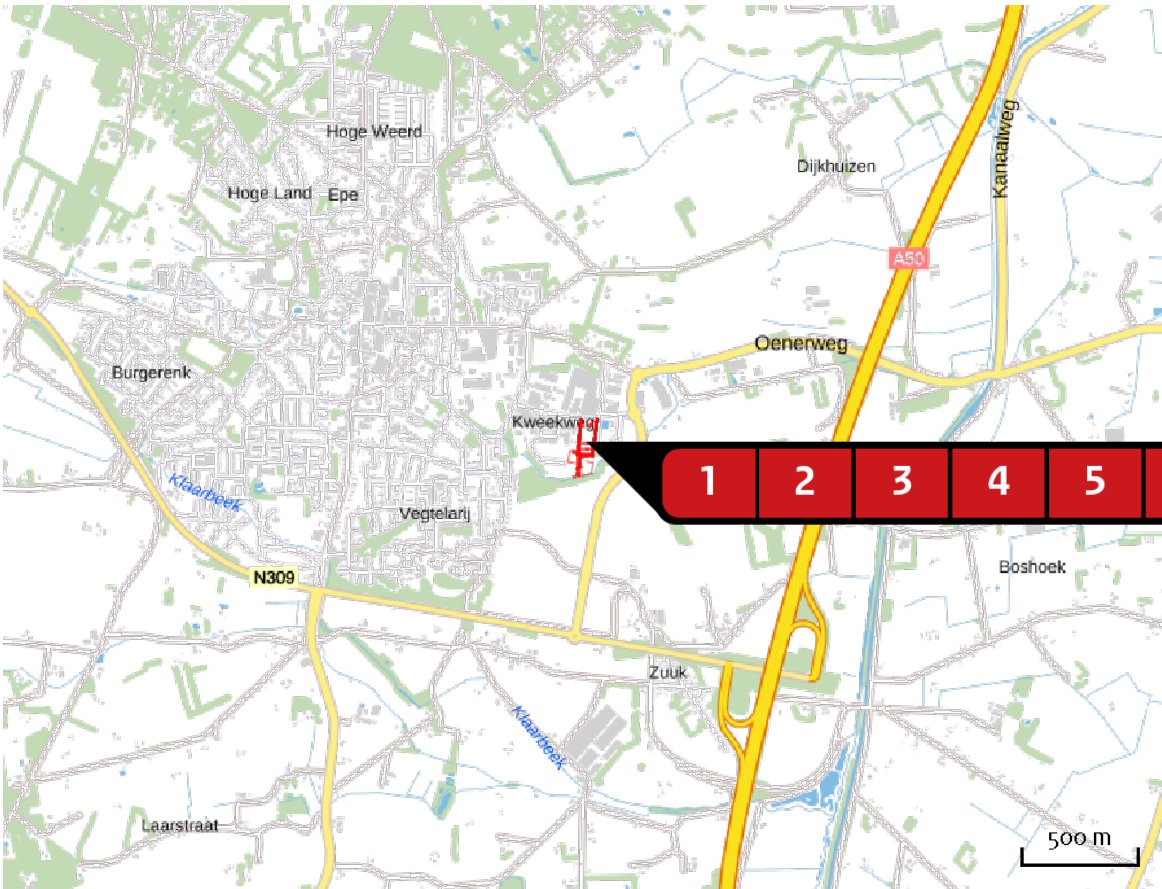 Hoge Weerd
Dijkhuizen
Kanaalweg
Hoge Land
Epe
A50
Oenerweg
Burgerenk
Kweekweg
1 2 3 4 5
Klaarbeek
Vegtelarij
Boshoek
N309
Zuuk
Klaarbeek
Laarstraat
500 m